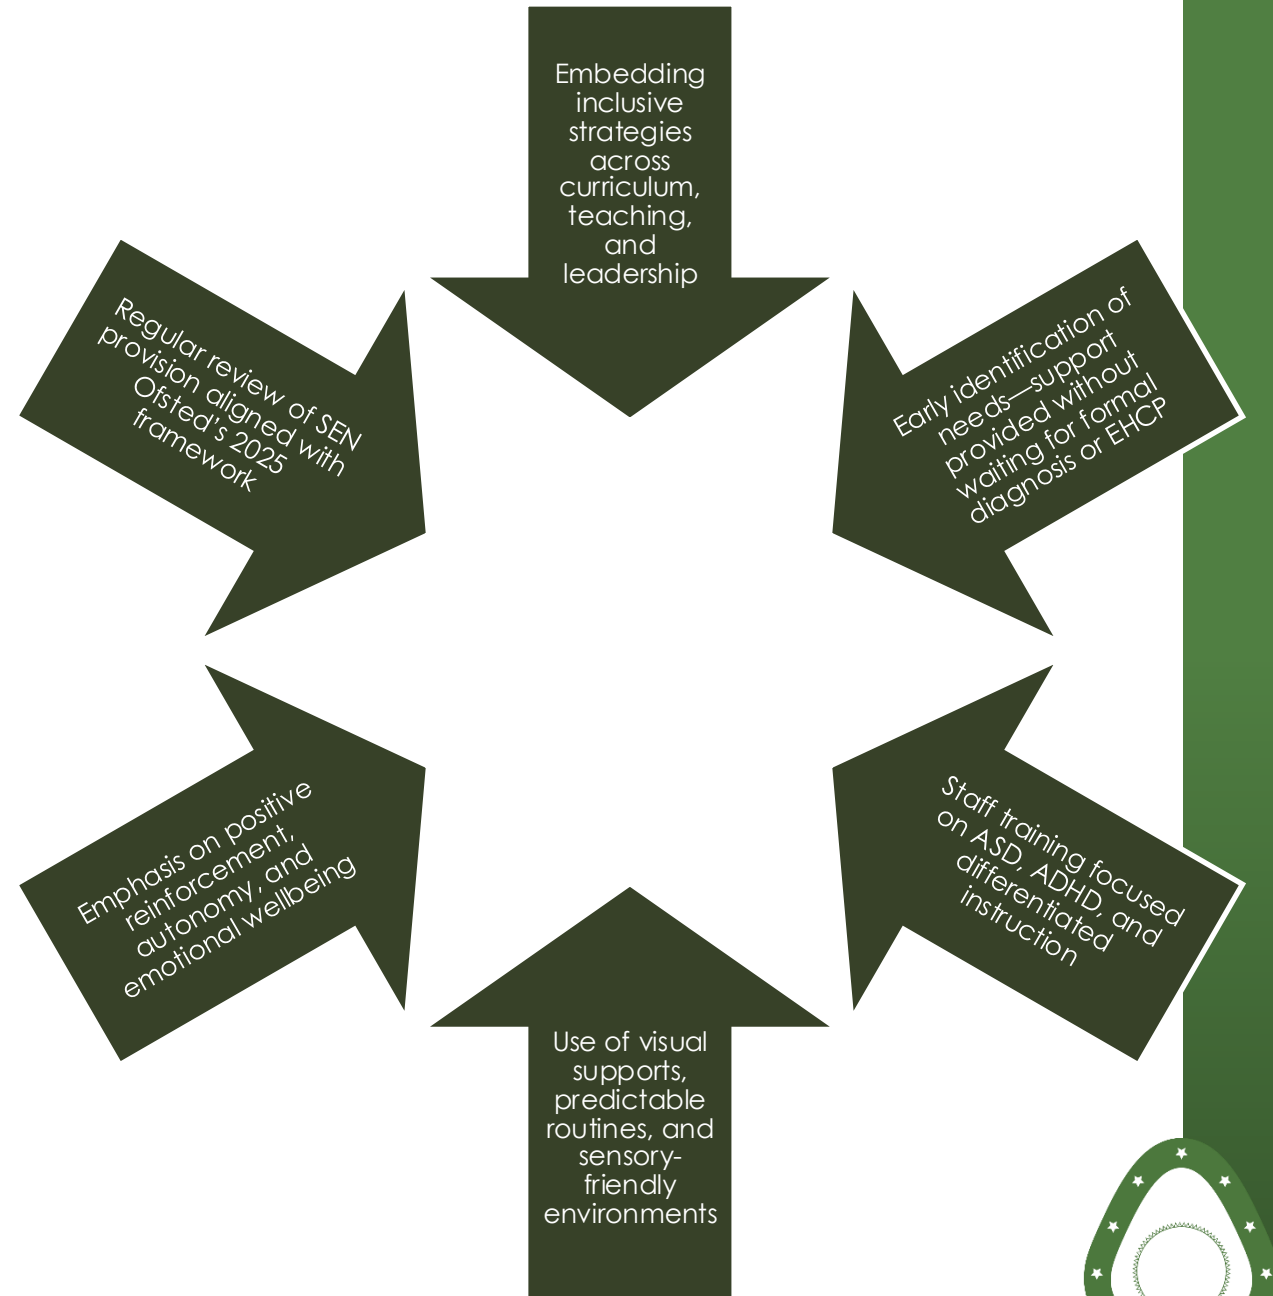 Embedding
inclusive
strategies
across
curriculum,
teaching,
and
leadership
Early identification of
needs—support
provided without
waiting for formal
diagnosis or EHCP
Staff training focused
on ASD, ADHD, and
differentiated
instruction
Use of visual
supports,
predictable
routines, and
sensory-
friendly
environments
Emphasis on positive
reinforcement,
autonomy, and
emotional wellbeing
Regular review of SEN
provision aligned with
Ofsted's 2025
framework